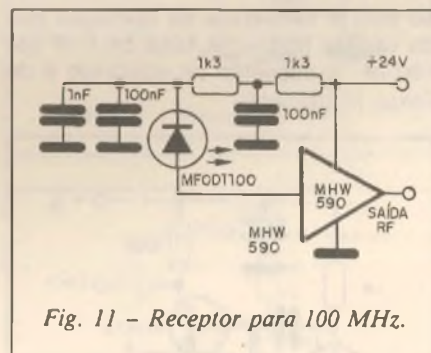 1k3 1k3 +24V
1nF 100nF 100nF
MFOD1100
MHW
590
MHW
590
SAÍDA
RF
Fig. 11 – Receptor para 100 MHz.